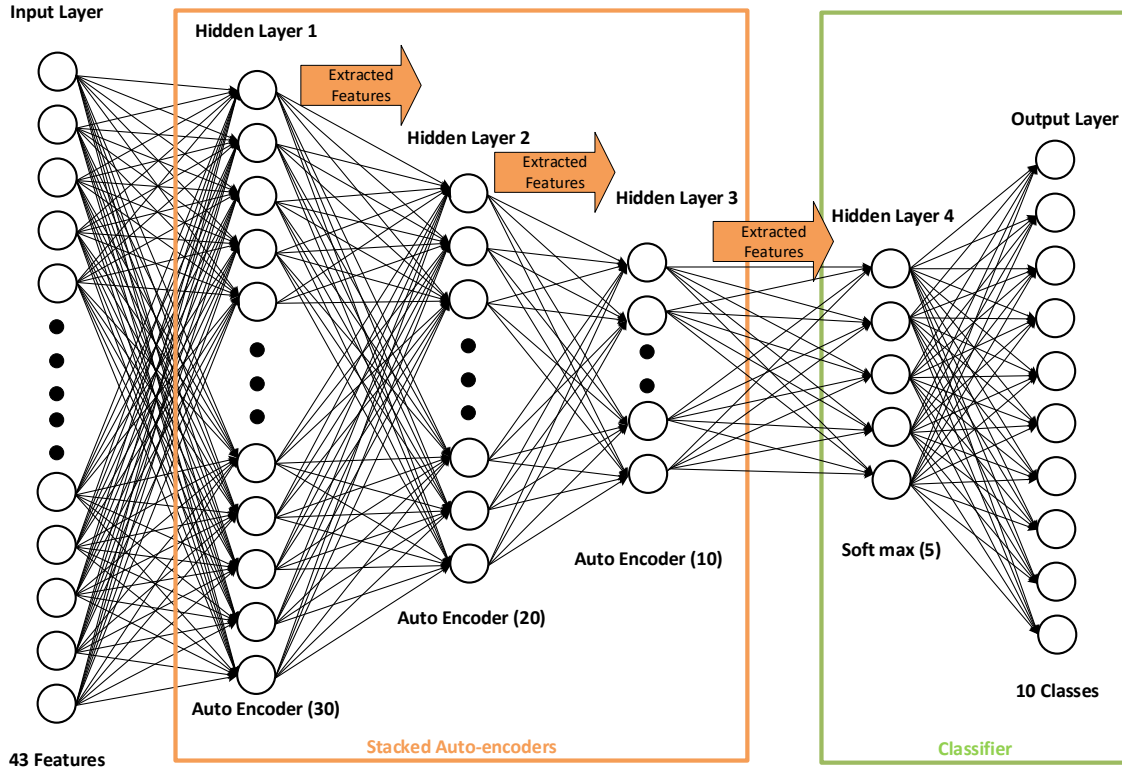 Input Layer
Hidden Layer 1
Extracted
Features
Hidden Layer 2
Extracted
Features
Hidden Layer 3
Extracted
Features
Hidden Layer 4
Output Layer
Soft max (5)
Auto Encoder (10)
Auto Encoder (20)
Auto Encoder (30)
10 Classes
Stacked Auto-encoders
Classifier
43 Features